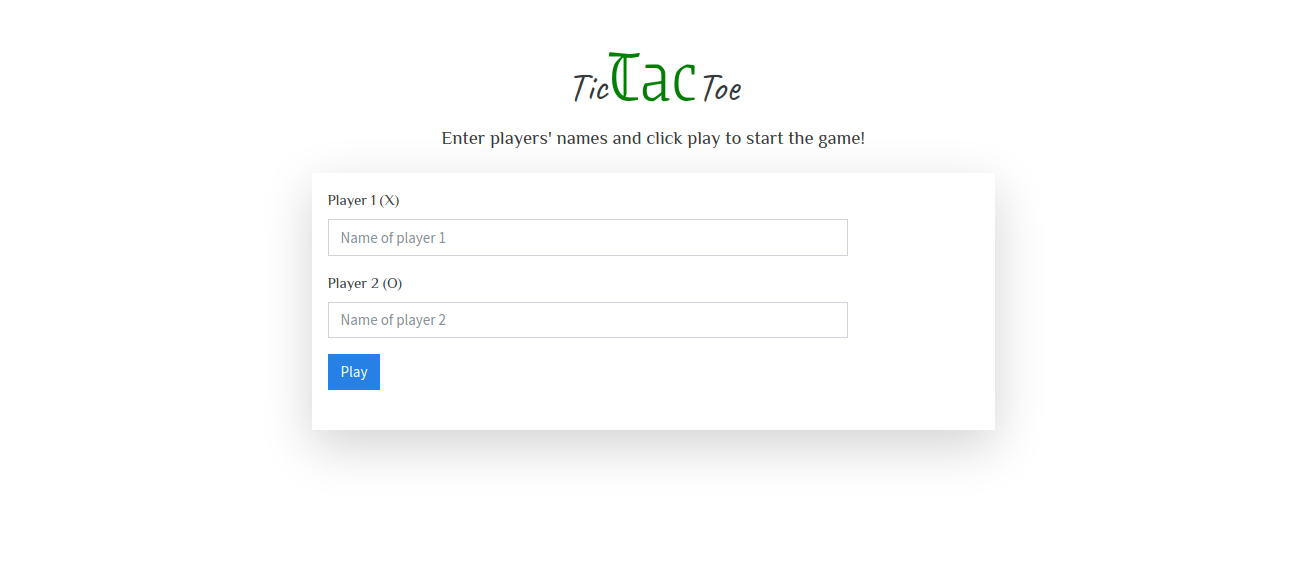 TicTacToe
Enter players' names and click play to start the game!
Player 1 (X)
Name of player 1
Player 2 (O)
Name of player 2
Play